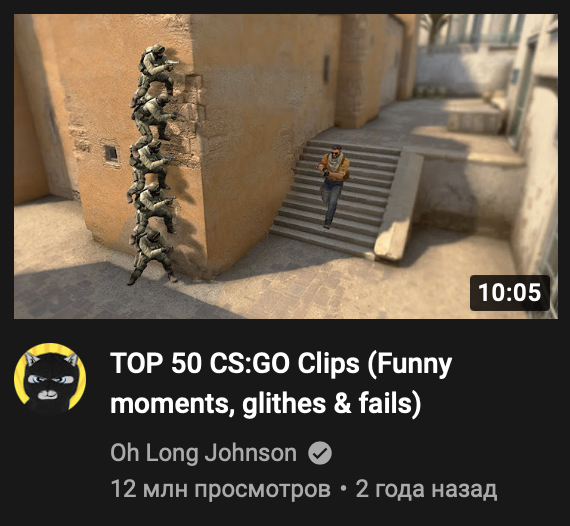 10:05
TOP 50 CS:GO Clips (Funny
moments, glithes & fails)
Oh Long Johnson
12 млн просмотров • 2 года назад